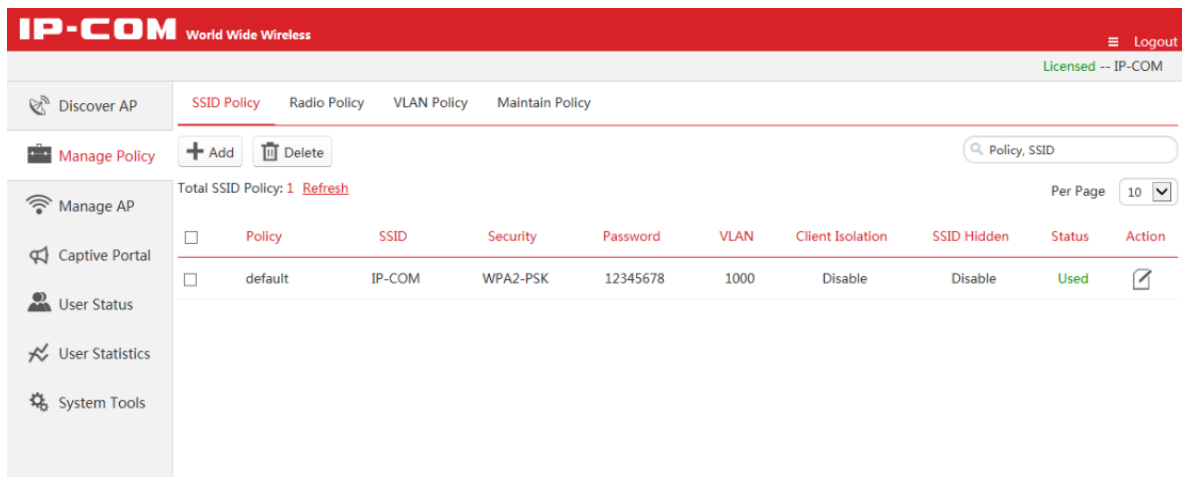 IP-COM World Wide Wireless
Logout
Licensed -- IP-COM
Discover AP
Manage Policy
Manage AP
Captive Portal
User Status
User Statistics
System Tools
SSID Policy Radio Policy VLAN Policy Maintain Policy
Add Delete Policy, SSID
Total SSID Policy: 1 Refresh Per Page 10
Policy SSID Security Password VLAN Client Isolation SSID Hidden Status Action
default IP-COM WPA2-PSK 12345678 1000 Disable Disable Used